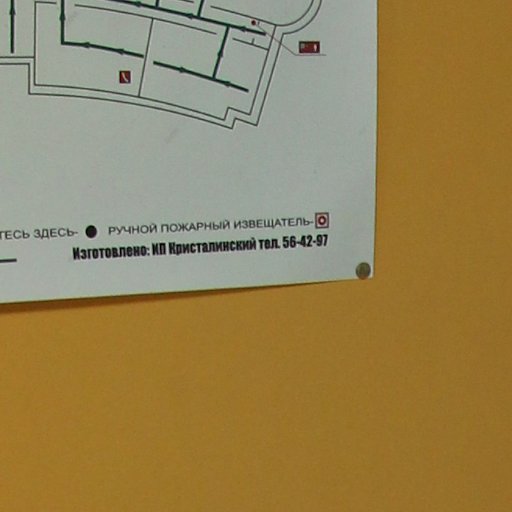 ТЕСЬ ЗДЕСЬ- РУЧНОЙ ПОЖАРНЫЙ ИЗВЕЩАТЕЛЬ-
Изготовлено: ИП Кристалинский тел. 56-42-97